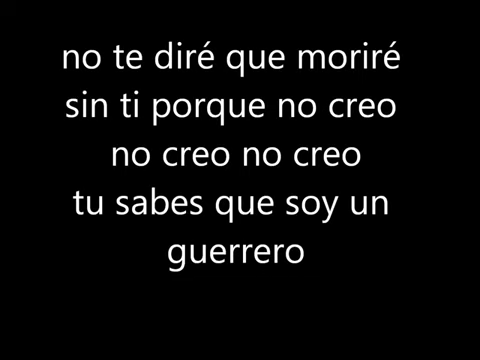 no te diré que moriré
sin ti porque no creo
no creo no creo
tu sabes que soy un
guerrero